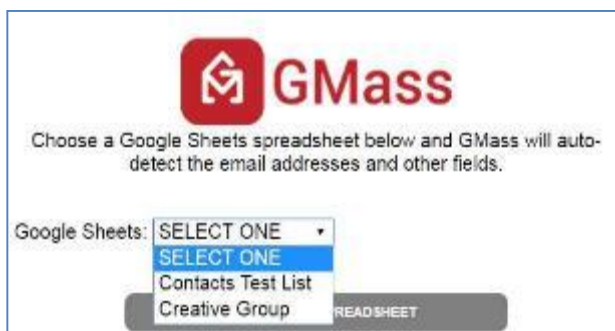 GMass
Choose a Google Sheets spreadsheet below and GMass will auto-
detect the email addresses and other fields.
Google Sheets: SELECT ONE
SELECT ONE
Contacts Test List
Creative Group